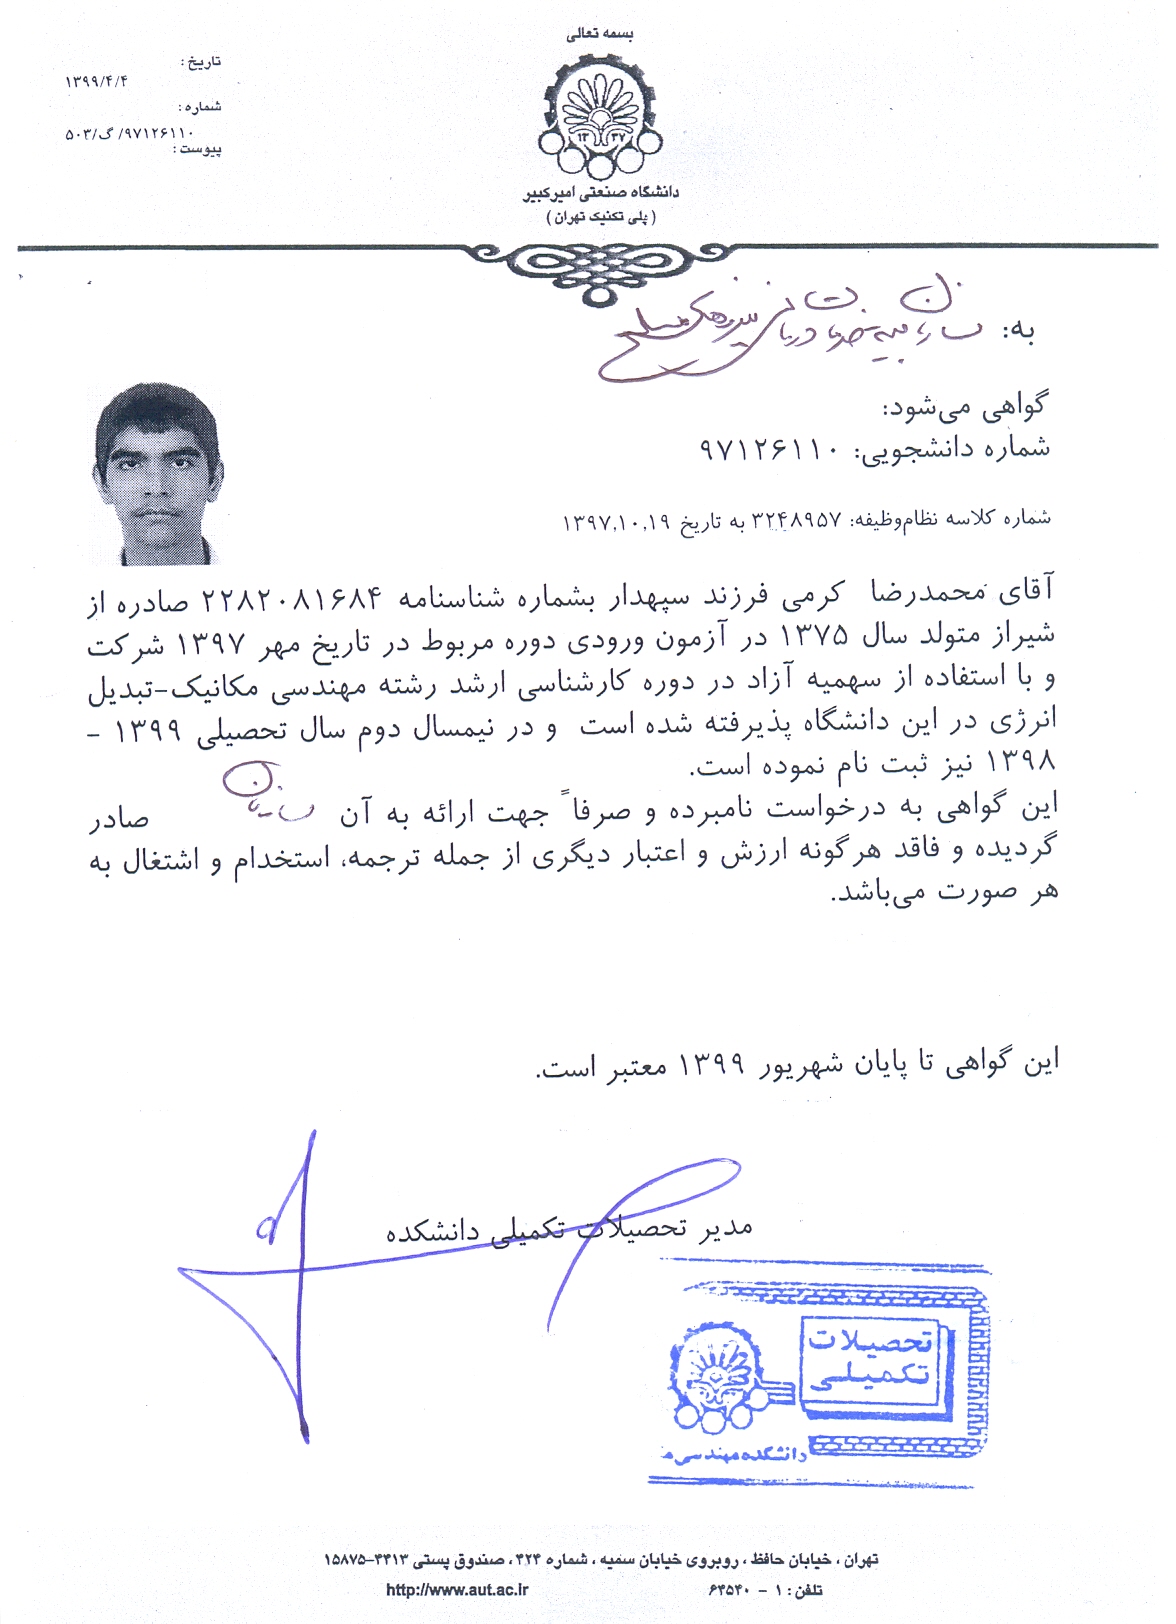 بسمه تعالی
تاریخ :
۱۳۹۹/۴/۴
شماره :
۹۷۱۲۶۱۱۰/ گ/۵۰۳
پیوست :
۱۳ ۳۷
دانشگاه صنعتی امیرکبیر
( پلی تکنیک تهران )
به: سازمان بیمه خدمات درمانی نیروهای مسلح
گواهی می‌شود:
شماره دانشجویی: ۹۷۱۲۶۱۱۰
شماره کلاسه نظام‌وظیفه: ۳۲۴۸۹۵۷ به تاریخ ۱۳۹۷,۱۰,۱۹
آقای محمدرضا کرمی فرزند سپهدار بشماره شناسنامه ۲۲۸۲۰۸۱۶۸۴ صادره از
شیراز متولد سال ۱۳۷۵ در آزمون ورودی دوره مربوط در تاریخ مهر ۱۳۹۷ شرکت
و با استفاده از سهمیه آزاد در دوره کارشناسی ارشد رشته مهندسی مکانیک-تبدیل
انرژی در این دانشگاه پذیرفته شده است و در نیمسال دوم سال تحصیلی ۱۳۹۹ -
۱۳۹۸ نیز ثبت نام نموده است.
این گواهی به درخواست نامبرده و صرفاً جهت ارائه به آن سازمان صادر
گردیده و فاقد هرگونه ارزش و اعتبار دیگری از جمله ترجمه، استخدام و اشتغال به
هر صورت می‌باشد.
این گواهی تا پایان شهریور ۱۳۹۹ معتبر است.
مدیر تحصیلات تکمیلی دانشکده
تحصیلات
تکمیلی
دانشکده مهندسی
تهران ، خیابان حافظ ، روبروی خیابان سمیه ، شماره ۴۲۴ ، صندوق پستی ۴۴۱۳-۱۵۸۷۵
تلفن : ۱ - ۶۴۵۴۰
http://www.aut.ac.ir